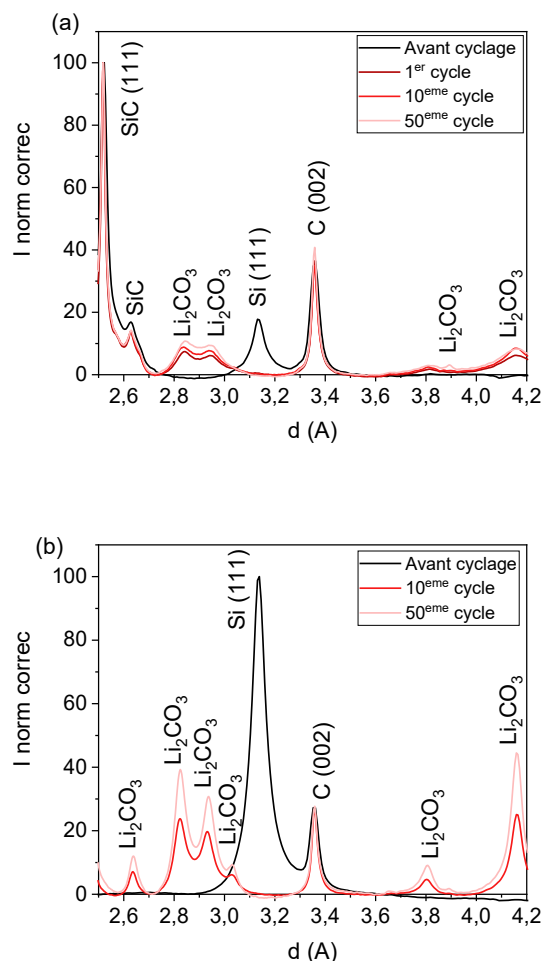 (a)
Avant cyclage
1er cycle
10eme cycle
50eme cycle
SiC (111)
SiC
Li2CO3
Li2CO3
Si (111)
C (002)
Li2CO3
Li2CO3
I norm correc
100
80
60
40
20
0
2,6 2,8 3,0 3,2 3,4 3,6 3,8 4,0 4,2
d (A)
(b)
Avant cyclage
10eme cycle
50eme cycle
Si (111)
Li2CO3
Li2CO3
Li2CO3
Li2CO3
C (002)
Li2CO3
Li2CO3
I norm correc
100
80
60
40
20
0
2,6 2,8 3,0 3,2 3,4 3,6 3,8 4,0 4,2
d (A)